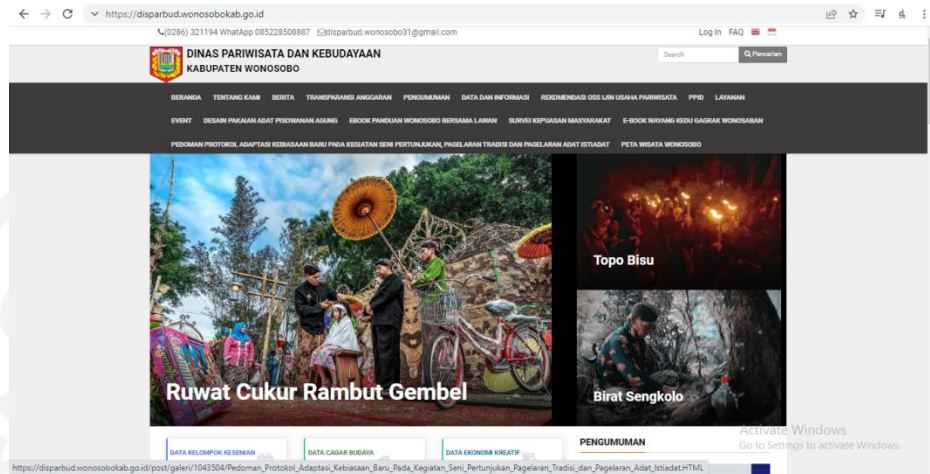 https://disparbud.wonosobokab.go.id
(0286) 321194 WhatApp 085228508887 disparbud.wonosobo31@gmail.com
Log In FAQ
DINAS PARIWISATA DAN KEBUDAYAAN
KABUPATEN WONOSOBO
Search
Pencarian
BERANDA TENTANG KAMI BERITA TRANSPARANSI ANGGARAN PENGUMUMAN DATA DAN INFORMASI REKOMENDASI OSS IJIN USAHA PARIWISATA PPID LAYANAN
EVENT DESAIN PAKAIAN ADAT PISOWANAN AGUNG EBOOK PANDUAN WONOSOBO BERSAMA LAWAN SURVEI KEPUASAN MASYARAKAT E-BOOK WAYANG KEDU GAGRAK WONOSABAN
PEDOMAN PROTOKOL ADAPTASI KEBIASAAN BARU PADA KEGIATAN SENI PERTUNJUKAN, PAGELARAN TRADISI DAN PAGELARAN ADAT ISTIADAT PETA WISATA WONOSOBO
Topo Bisu
Ruwat Cukur Rambut Gembel
Birat Sengkolo
DATA KELOMPOK KESENIAN
DATA CAGAR BUDAYA
DATA EKONOMI KREATIF
PENGUMUMAN
Activate Windows
Go to Settings to activate Windows.
https://disparbud.wonosobokab.go.id/post/galeri/1043504/Pedoman_Protokol_Adaptasi_Kebiasaan_Baru_Pada_Kegiatan_Seni_Pertunjukan_Pagelaran_Tradisi_dan_Pagelaran_Adat_Istiadat.HTML